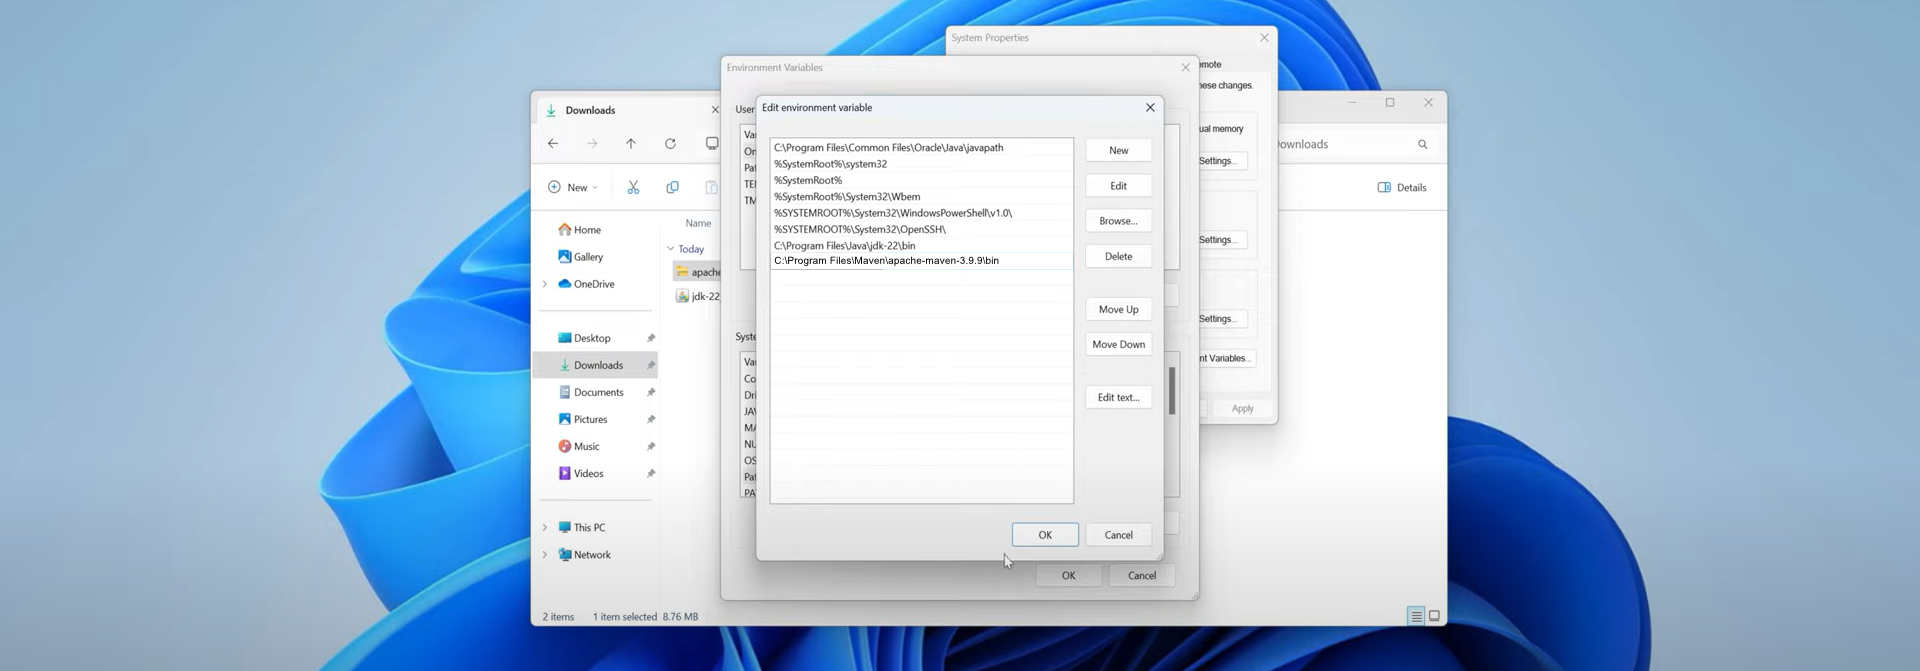 System Properties
emote
hese changes.
ual memory
Settings...
Settings...
Settings...
nt Variables...
Apply
Environment Variables
User
Va
On
Pat
TE
TM
Syste
Va
Co
Dri
JA
MA
NU
OS
Pat
PA
OK
Cancel
Edit environment variable
C:\Program Files\Common Files\Oracle\Java\javapath
%SystemRoot%\system32
%SystemRoot%
%SystemRoot%\System32\Wbem
%SYSTEMROOT%\System32\WindowsPowerShell\v1.0\
%SYSTEMROOT%\System32\OpenSSH\
C:\Program Files\Java\jdk-22\bin
C:\Program Files\Maven\apache-maven-3.9.9\bin
New
Edit
Browse...
Delete
Move Up
Move Down
Edit text...
OK
Cancel
Downloads
ownloads
New
Details
Name
Today
apache
jdk-22
Home
Gallery
OneDrive
Desktop
Downloads
Documents
Pictures
Music
Videos
This PC
Network
2 items 1 item selected 8.76 MB